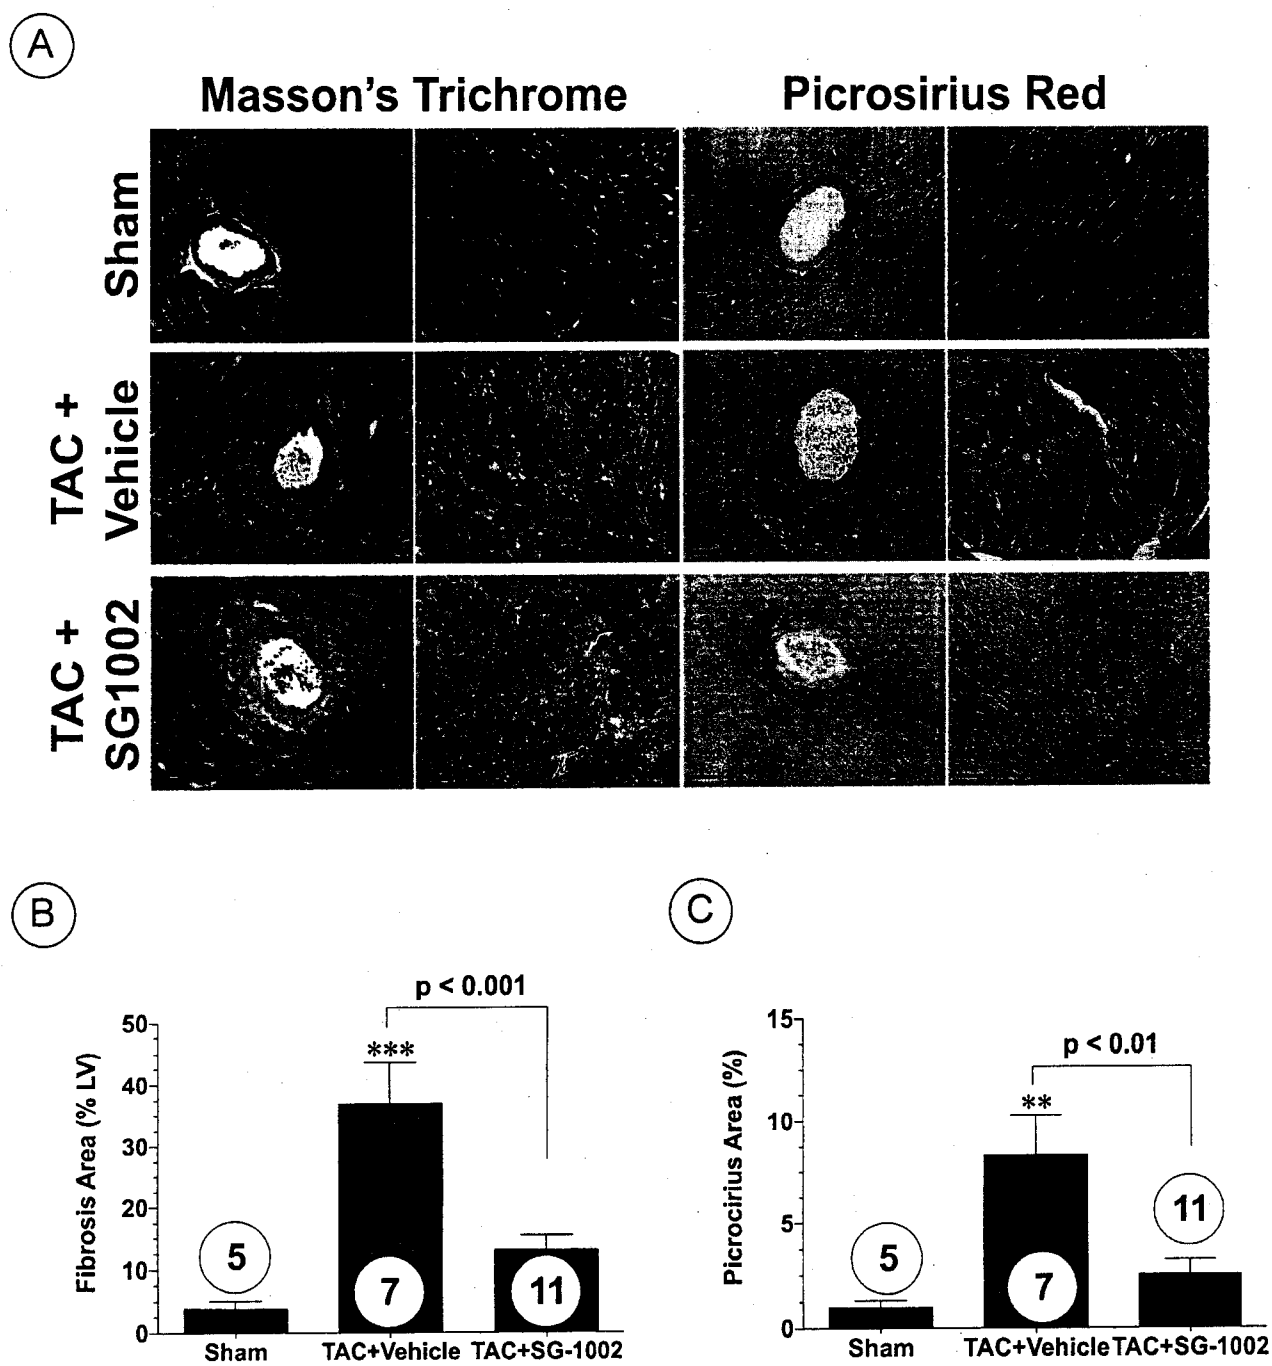 A
Masson's Trichrome
Picrosirius Red
Sham
TAC +
Vehicle
TAC +
SG1002
B
p < 0.001
50
40
30
20
10
0
Fibrosis Area (% LV)
***
5
7
11
Sham
TAC+Vehicle
TAC+SG-1002
C
p < 0.01
15
10
5
0
Picrocirius Area (%)
**
5
7
11
Sham
TAC+Vehicle
TAC+SG-1002